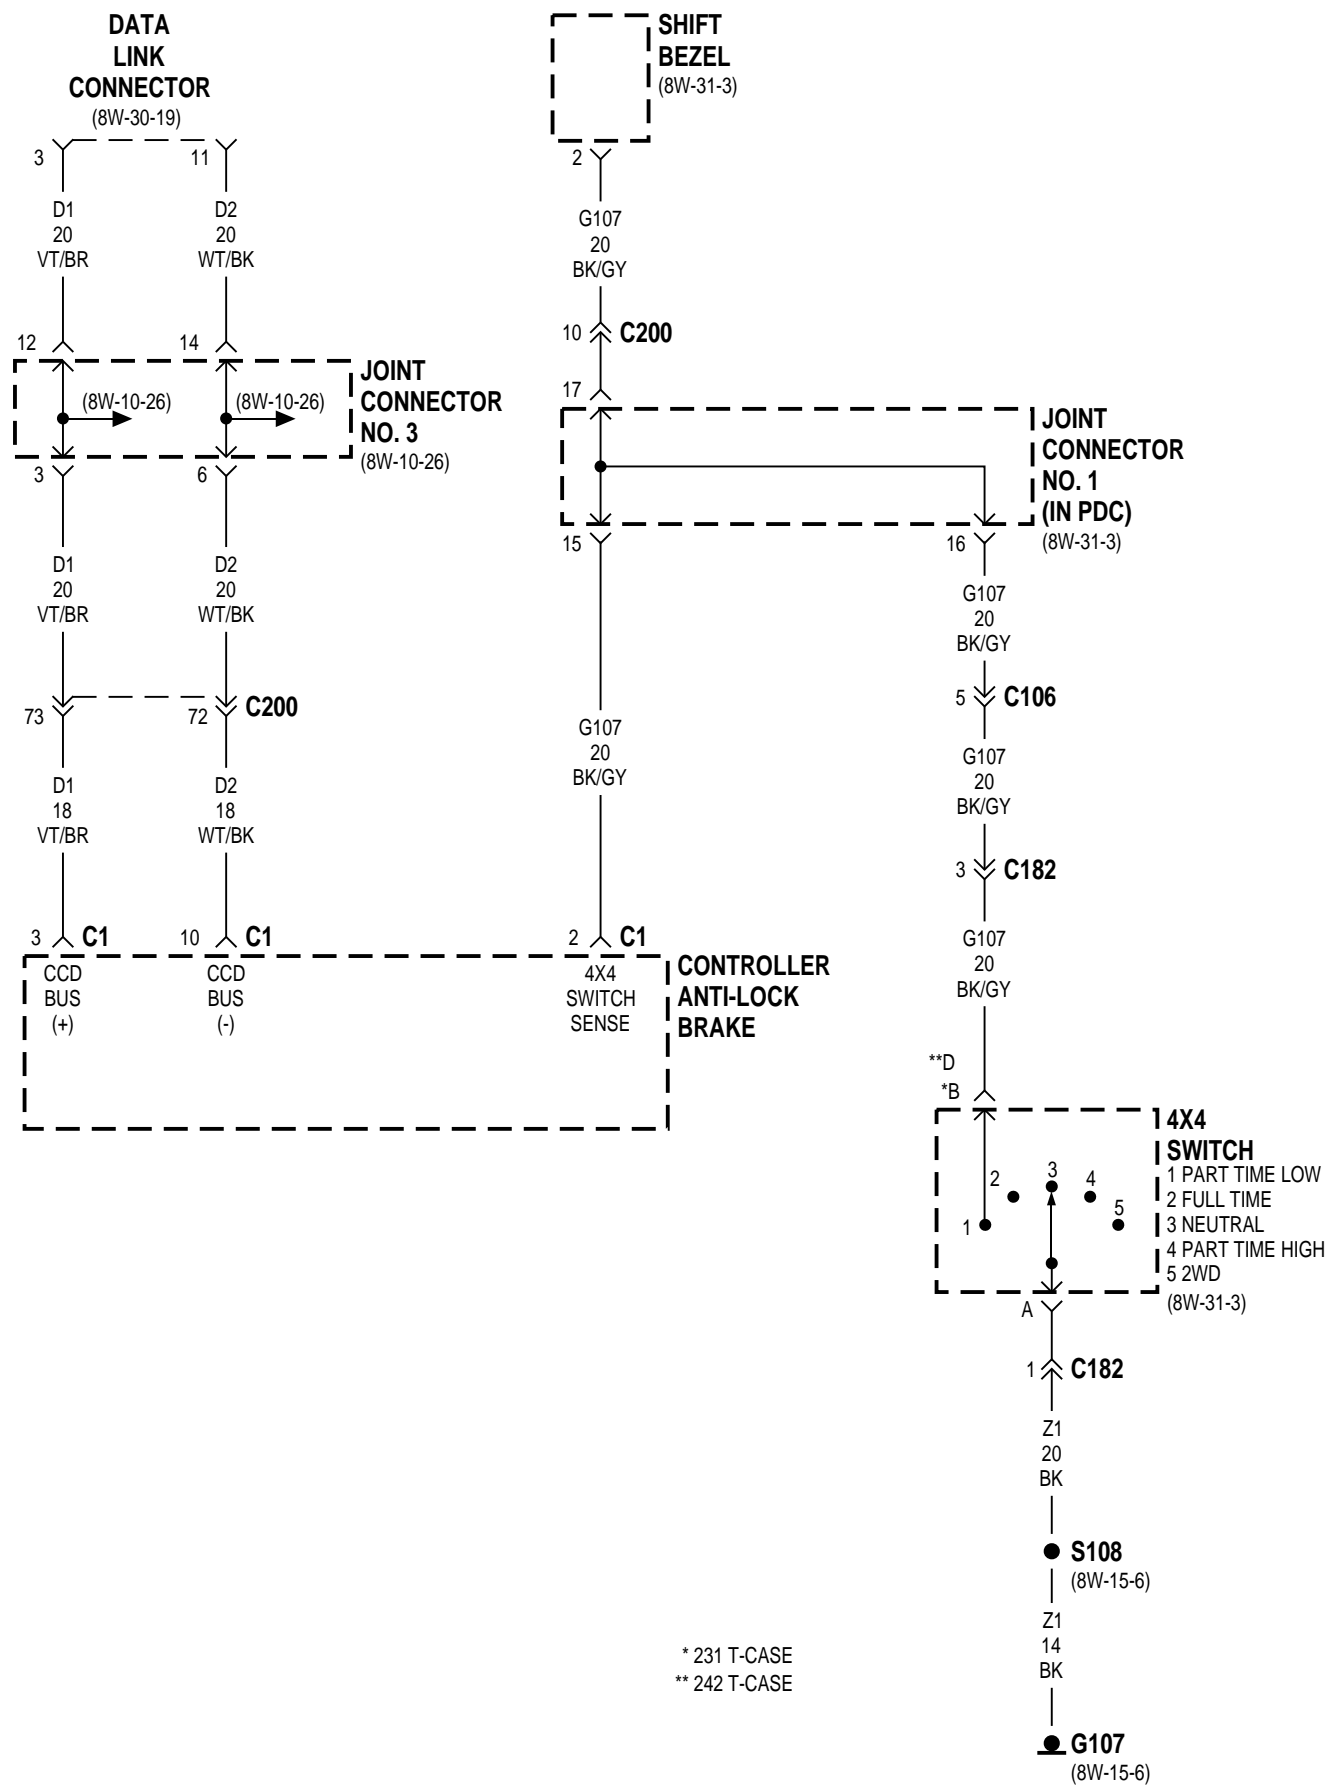 DATA
LINK
CONNECTOR
(8W-30-19)
3
11
D1
20
VT/BR
D2
20
WT/BK
12
14
(8W-10-26)
(8W-10-26)
JOINT
CONNECTOR
NO. 3
(8W-10-26)
3
6
D1
20
VT/BR
D2
20
WT/BK
73
72
C200
D1
18
VT/BR
D2
18
WT/BK
3
C1
10
C1
CCD
BUS
(+)
CCD
BUS
(-)
SHIFT
BEZEL
(8W-31-3)
2
G107
20
BK/GY
10
C200
17
JOINT
CONNECTOR
NO. 1
(IN PDC)
(8W-31-3)
15
16
G107
20
BK/GY
2
C1
4X4
SWITCH
SENSE
CONTROLLER
ANTI-LOCK
BRAKE
G107
20
BK/GY
5
C106
G107
20
BK/GY
3
C182
G107
20
BK/GY
**D
*B
1
2
3
4
5
4X4
SWITCH
1 PART TIME LOW
2 FULL TIME
3 NEUTRAL
4 PART TIME HIGH
5 2WD
(8W-31-3)
A
1
C182
Z1
20
BK
S108
(8W-15-6)
Z1
14
BK
G107
(8W-15-6)
* 231 T-CASE
** 242 T-CASE